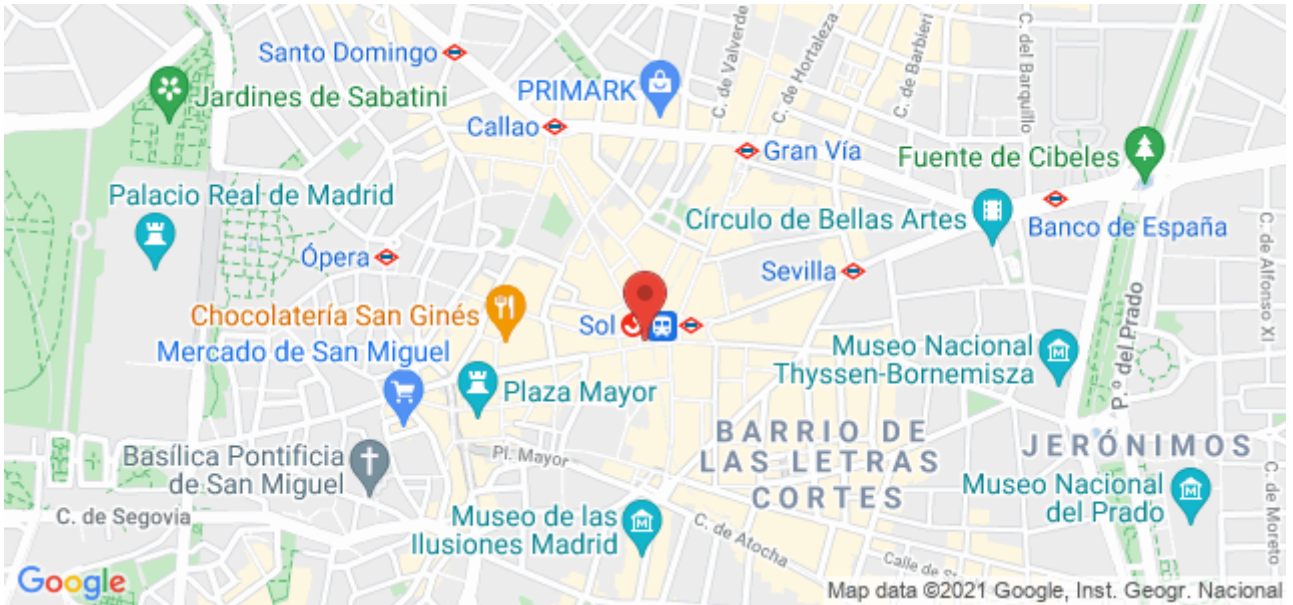 Santo Domingo
C. de Valverde
C. de Hortaleza
C. de Barbieri
C. del Barquillo
Jardines de Sabatini
PRIMARK
Callao
Gran Vía
Fuente de Cibeles
Palacio Real de Madrid
Círculo de Bellas Artes
Banco de España
C. de Alfonso XI
Ópera
Sevilla
Chocolatería San Ginés
Sol
Mercado de San Miguel
Museo Nacional
Thyssen-Bornemisza
P.º del Prado
Plaza Mayor
BARRIO DE
LAS LETRAS
CORTES
JERÓNIMOS
Basílica Pontificia
de San Miguel
Pl. Mayor
Museo Nacional
del Prado
C. de Moreto
C. de Segovia
Museo de las
Ilusiones Madrid
C. de Atocha
Calle de
Google
Map data ©2021 Google, Inst. Geogr. Nacional